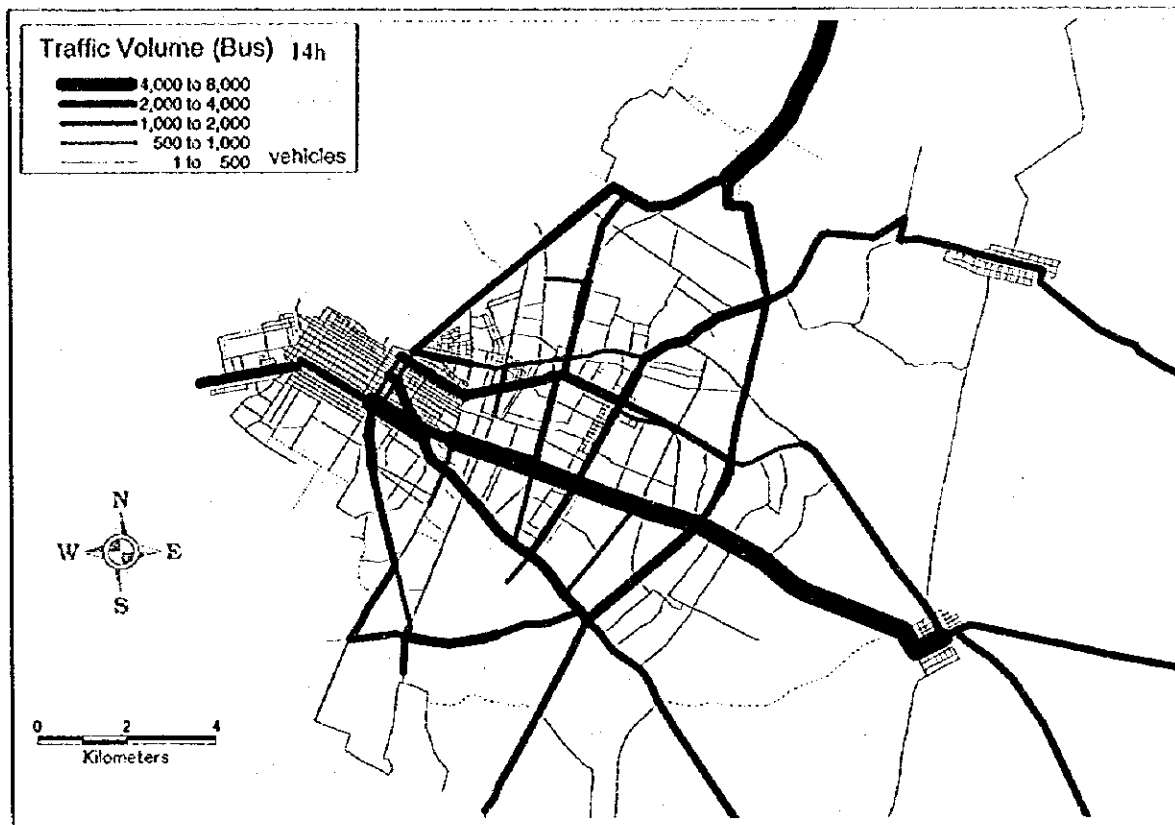 Traffic Volume (Bus) 14h
4,000 to 8,000
2,000 to 4,000
1,000 to 2,000
500 to 1,000
1 to 500 vehicles
N
W E
S
0 2 4
Kilometers